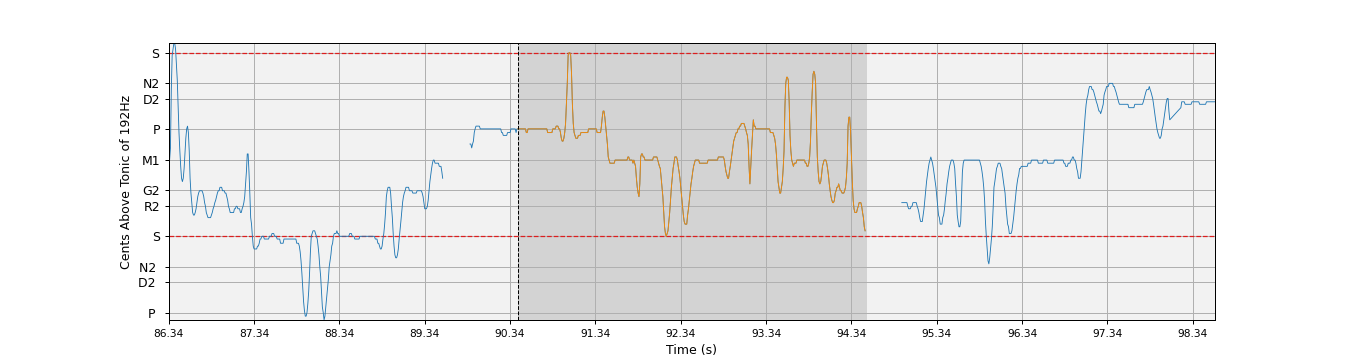 Cents Above Tonic of 192Hz
S
N2
D2
P
M1
G2
R2
S
N2
D2
P
86.34 87.34 88.34 89.34 90.34 91.34 92.34 93.34 94.34 95.34 96.34 97.34 98.34
Time (s)